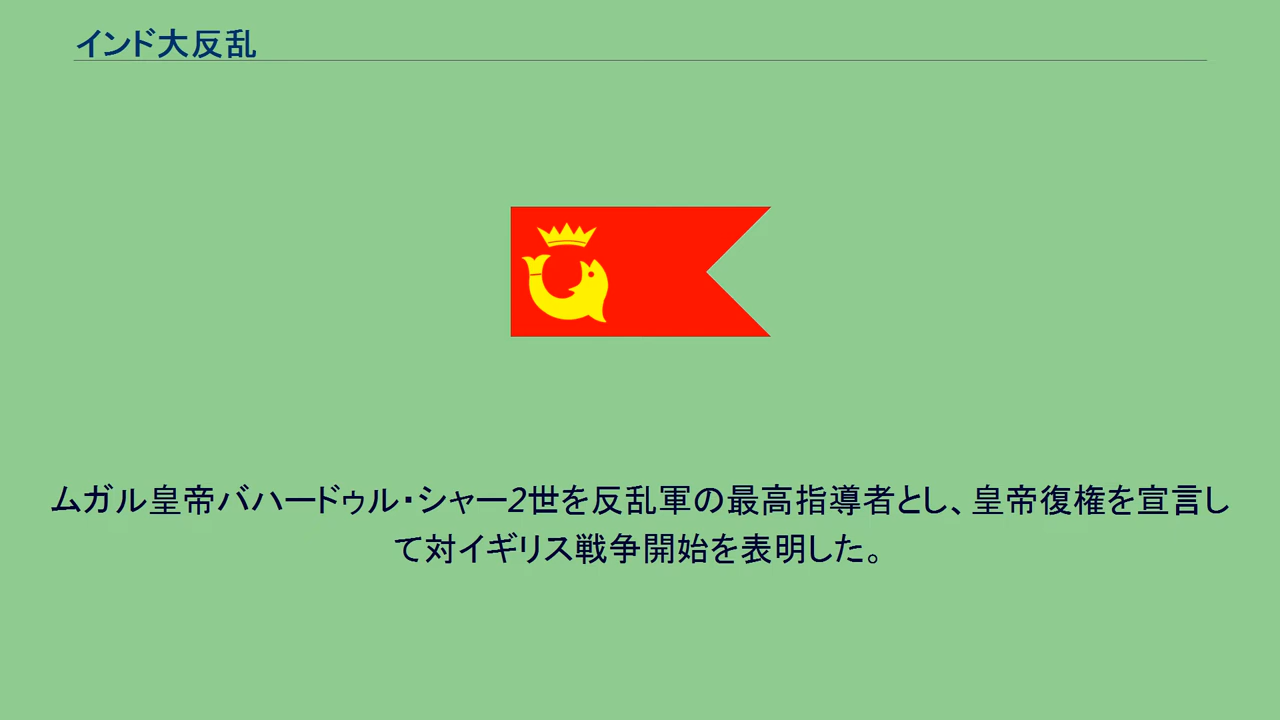 インド大反乱
ムガル皇帝バハードゥル・シャー2世を反乱軍の最高指導者とし、皇帝復権を宣言し
て対イギリス戦争開始を表明した。